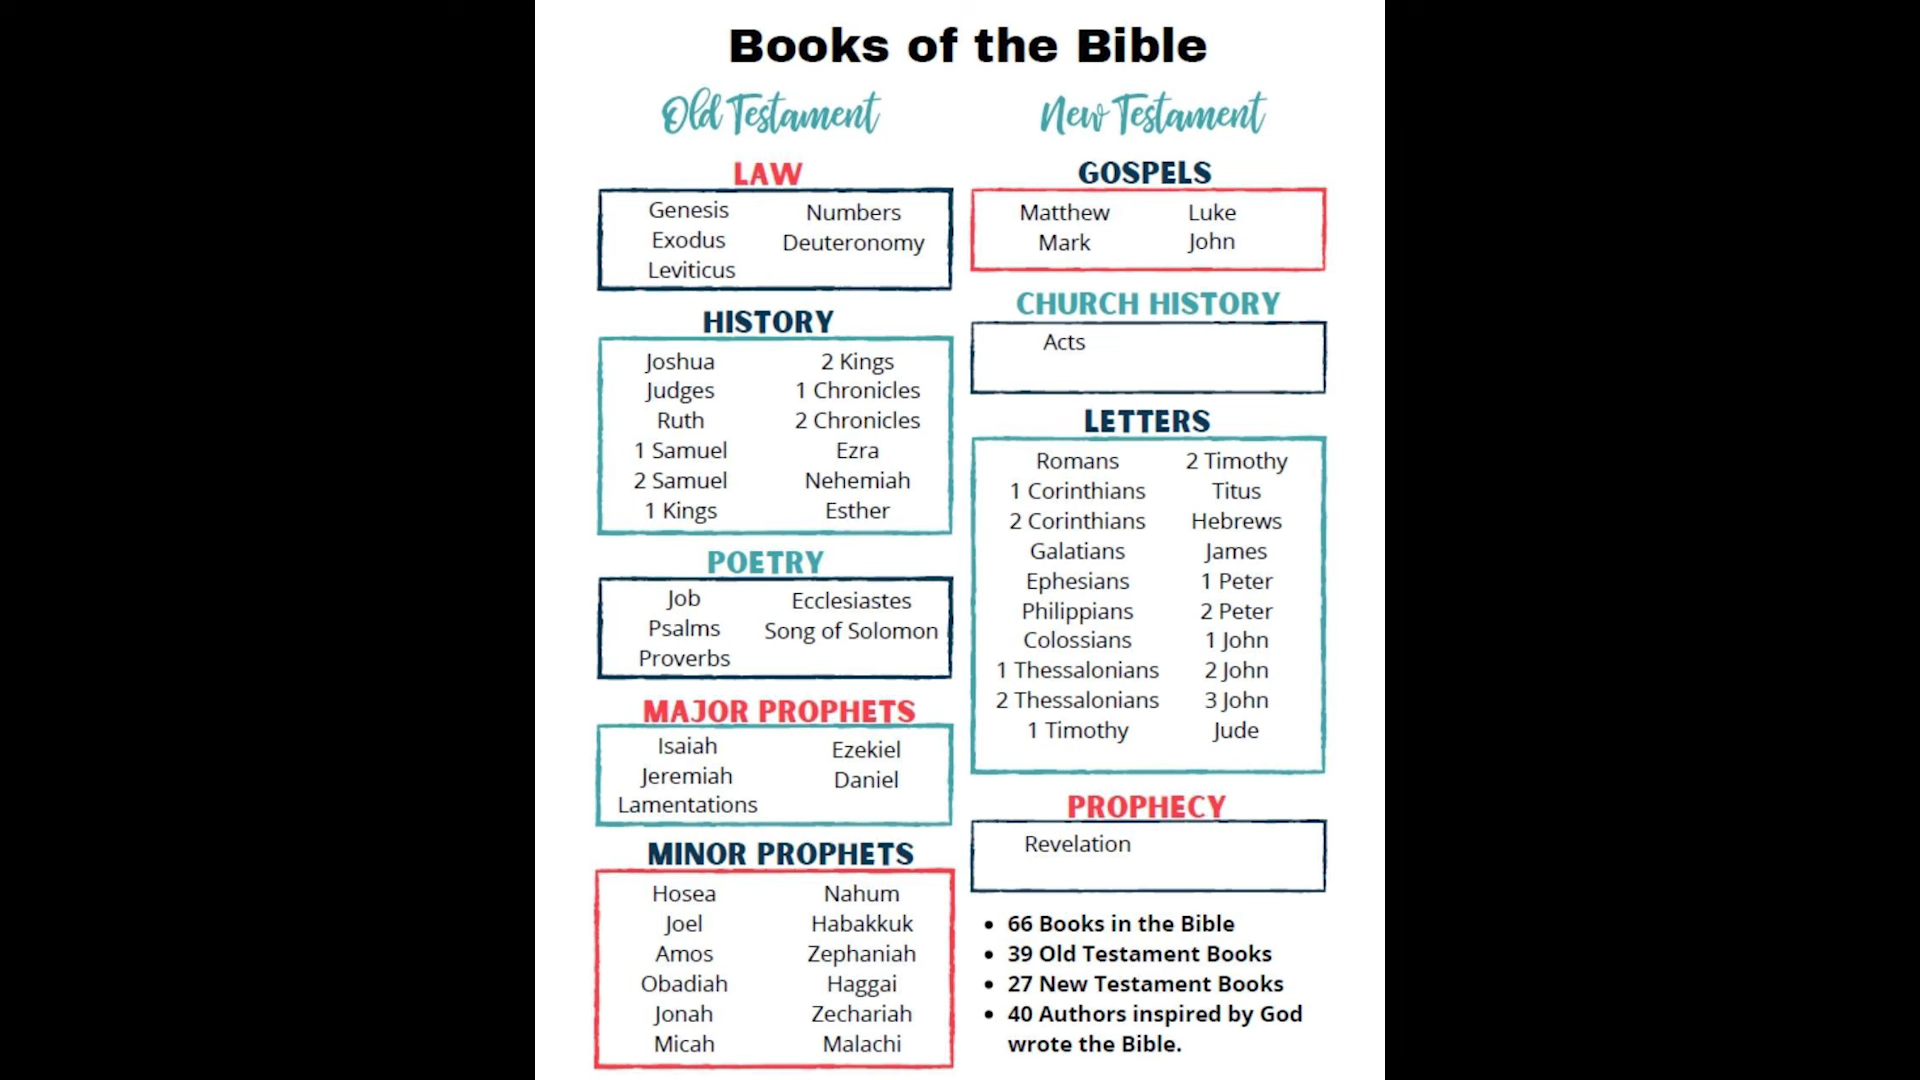 Books of the Bible
Old Testament
LAW
Genesis
Exodus
Leviticus
Numbers
Deuteronomy
HISTORY
Joshua
Judges
Ruth
1 Samuel
2 Samuel
1 Kings
2 Kings
1 Chronicles
2 Chronicles
Ezra
Nehemiah
Esther
POETRY
Job
Psalms
Proverbs
Ecclesiastes
Song of Solomon
MAJOR PROPHETS
Isaiah
Jeremiah
Lamentations
Ezekiel
Daniel
MINOR PROPHETS
Hosea
Joel
Amos
Obadiah
Jonah
Micah
Nahum
Habakkuk
Zephaniah
Haggai
Zechariah
Malachi
New Testament
GOSPELS
Matthew
Mark
Luke
John
CHURCH HISTORY
Acts
LETTERS
Romans
1 Corinthians
2 Corinthians
Galatians
Ephesians
Philippians
Colossians
1 Thessalonians
2 Thessalonians
1 Timothy
2 Timothy
Titus
Hebrews
James
1 Peter
2 Peter
1 John
2 John
3 John
Jude
PROPHECY
Revelation
• 66 Books in the Bible
• 39 Old Testament Books
• 27 New Testament Books
• 40 Authors inspired by God
wrote the Bible.